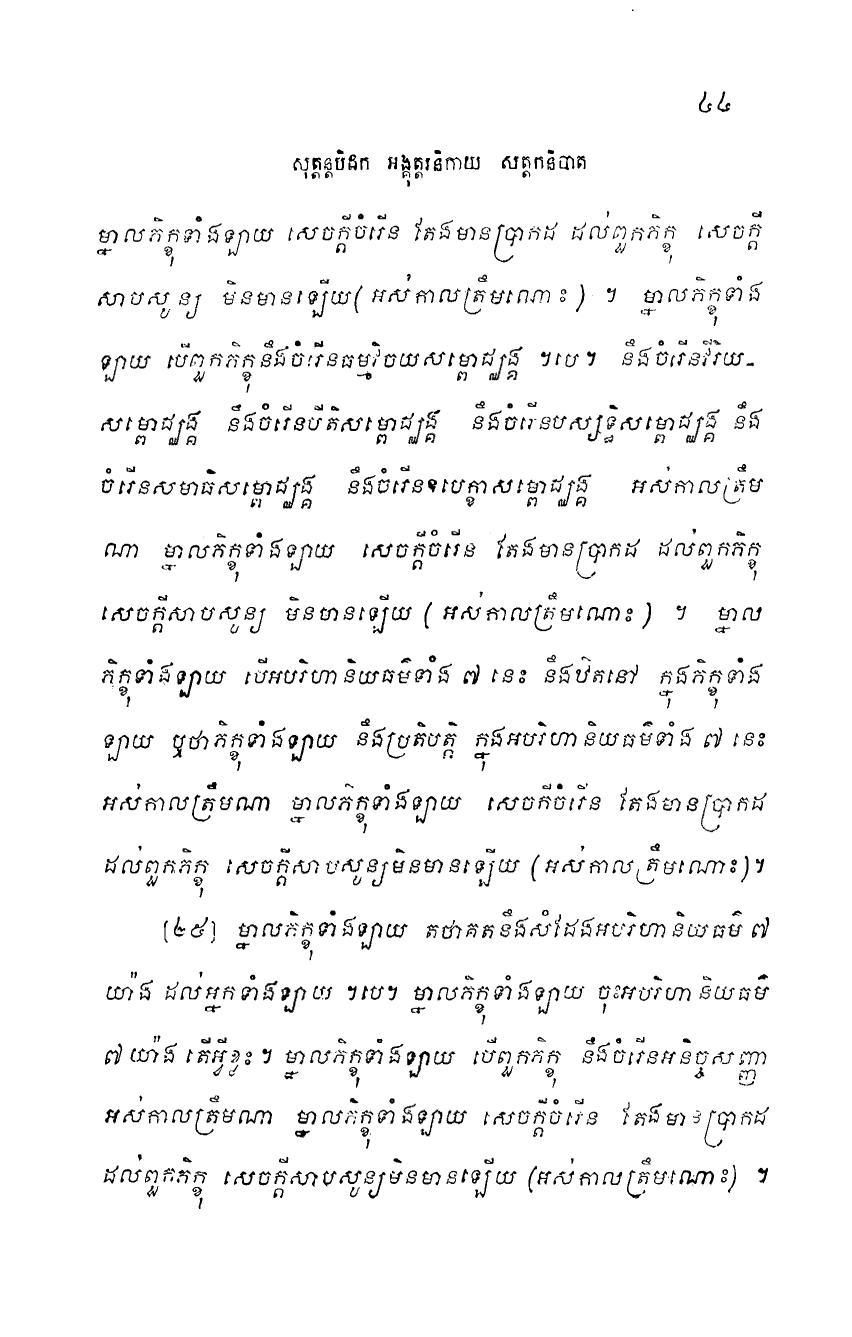 ៤៤
សុត្តន្តបិដក អង្គុត្តរនិកាយ សត្តកនិបាត
ម្នាលភិក្ខុទាំងឡាយ សេចក្តីចំរើន តែងមានប្រាកដ ដល់ពួកភិក្ខុ សេចក្តី
សាបសូន្យ មិនមានឡើយ (អស់កាលត្រឹមណោះ) ។ ម្នាលភិក្ខុទាំង
ឡាយ បើពួកភិក្ខុនឹងចំរើនធម្មវិចយសម្ពោជ្ឈង្គ ។បេ។ នឹងចំរើនវីរិយ-
សម្ពោជ្ឈង្គ នឹងចំរើនបីតិសម្ពោជ្ឈង្គ នឹងចំរើនបស្សទ្ធិសម្ពោជ្ឈង្គ នឹង
ចំរើនសមាធិសម្ពោជ្ឈង្គ នឹងចំរើនឧបេក្ខាសម្ពោជ្ឈង្គ អស់កាលត្រឹម
ណា ម្នាលភិក្ខុទាំងឡាយ សេចក្តីចំរើន តែងមានប្រាកដ ដល់ពួកភិក្ខុ
សេចក្តីសាបសូន្យ មិនមានឡើយ (អស់កាលត្រឹមណោះ) ។ ម្នាល
ភិក្ខុទាំងឡាយ បើអបរិហានិយធម៌ទាំង ៧ នេះ នឹងឋិតនៅ ក្នុងភិក្ខុទាំង
ឡាយ ឬថាភិក្ខុទាំងឡាយ នឹងប្រតិបត្តិ ក្នុងអបរិហានិយធម៌ទាំង ៧ នេះ
អស់កាលត្រឹមណា ម្នាលភិក្ខុទាំងឡាយ សេចកីចំរើន តែងមានប្រាកដ
ដល់ពួកភិក្ខុ សេចក្តីសាបសូន្យមិនមានឡើយ (អស់កាលត្រឹមណោះ)។
[២៥] ម្នាលភិក្ខុទាំងឡាយ តថាគតនឹងសំដែងអបរិហានិយធម៌ ៧
យ៉ាង ដល់អ្នកទាំងឡាយ ។បេ។ ម្នាលភិក្ខុទាំងឡាយ ចុះអបរិហានិយធម៌
៧ យ៉ាង តើអ្វីខ្លះ ។ ម្នាលភិក្ខុទាំងឡាយ បើពួកភិក្ខុ នឹងចំរើនអនិច្ចសញ្ញា
អស់កាលត្រឹមណា ម្នាលភិក្ខុទាំងឡាយ សេចក្តីចំរើន តែងមានប្រាកដ
ដល់ពួកភិក្ខុ សេចក្តីសាបសូន្យមិនមានឡើយ (អស់កាលត្រឹមណោះ) ។